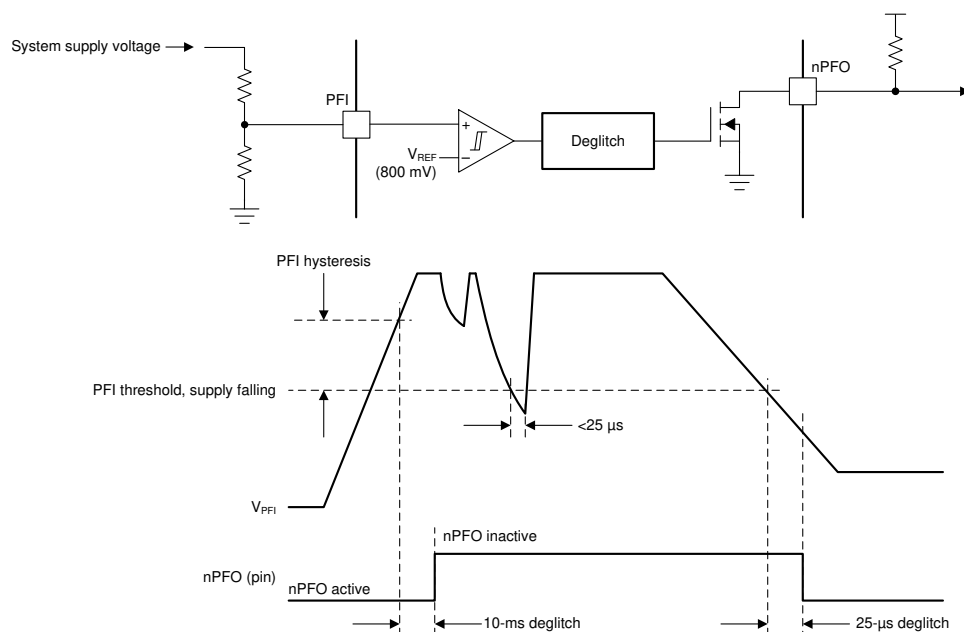 System supply voltage
PFI
nPFO
+
VREF
(800 mV)
–
Deglitch
PFI hysteresis
PFI threshold, supply falling
<25 µs
VPFI
nPFO inactive
nPFO (pin)
nPFO active
10-ms deglitch
25-µs deglitch